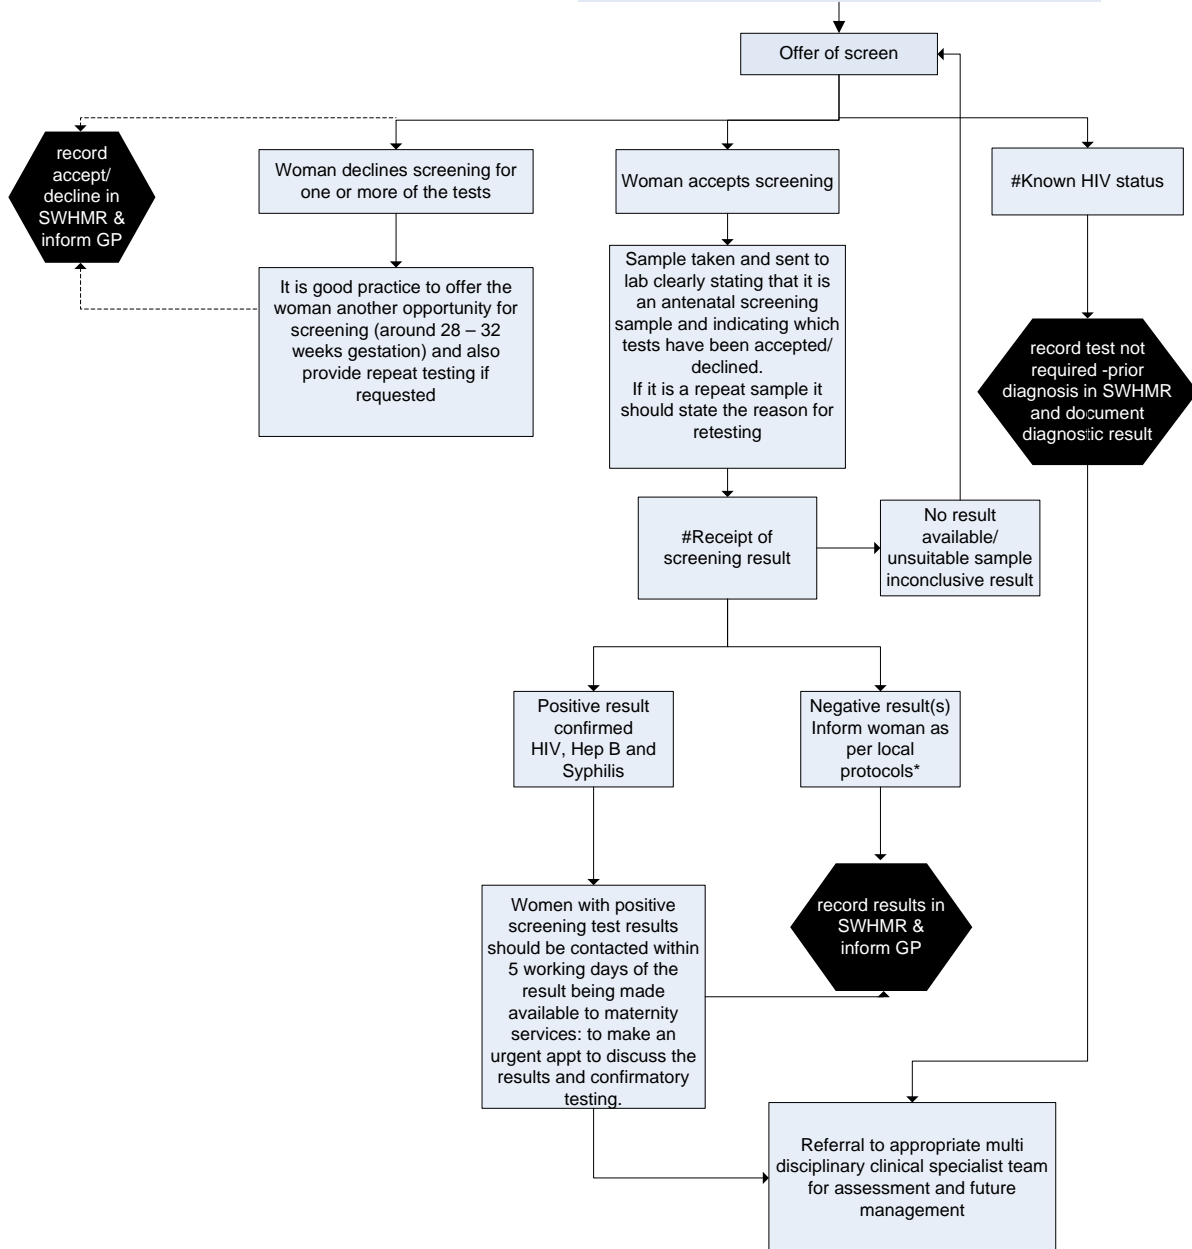 Offer of screen
record
accept/
decline in
SWHMR &
inform GP
Woman declines screening for
one or more of the tests
Woman accepts screening
#Known HIV status
It is good practice to offer the
woman another opportunity for
screening (around 28 – 32
weeks gestation) and also
provide repeat testing if
requested
Sample taken and sent to
lab clearly stating that it is
an antenatal screening
sample and indicating which
tests have been accepted/
declined.
If it is a repeat sample it
should state the reason for
retesting
record test not
required -prior
diagnosis in SWHMR
and document
diagnostic result
#Receipt of
screening result
No result
available/
unsuitable sample
inconclusive result
Positive result
confirmed
HIV, Hep B and
Syphilis
Negative result(s)
Inform woman as
per local
protocols*
Women with positive
screening test results
should be contacted within
5 working days of the
result being made
available to maternity
services: to make an
urgent appt to discuss the
results and confirmatory
testing.
record results in
SWHMR &
inform GP
Referral to appropriate multi
disciplinary clinical specialist team
for assessment and future
management